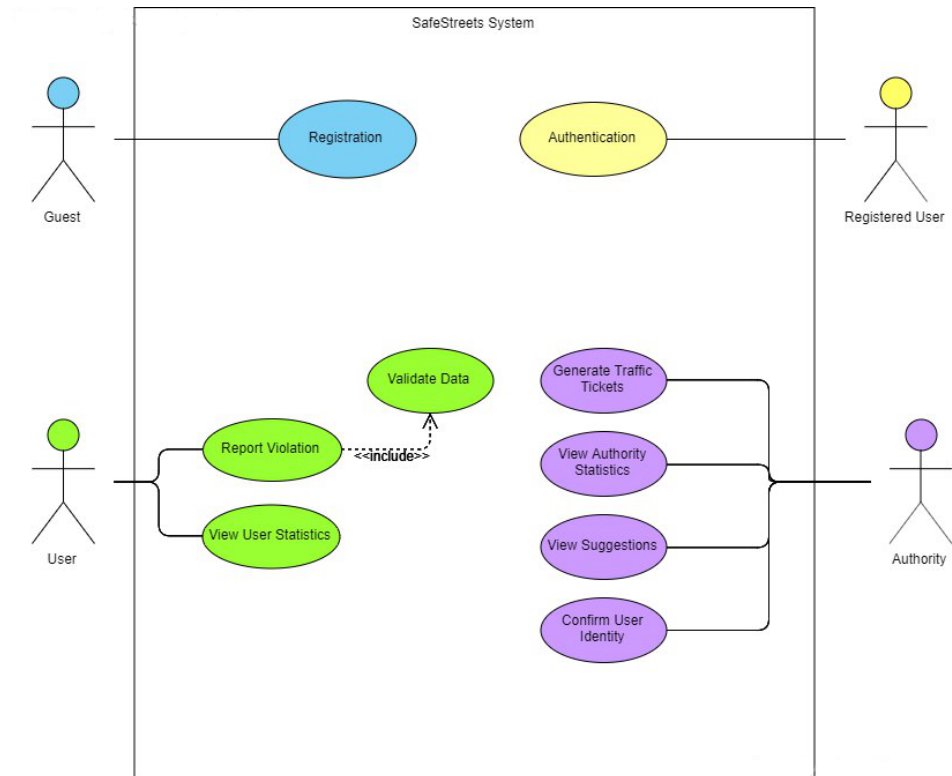 SafeStreets System
Registration
Authentication
Guest
Registered User
Validate Data
Generate Traffic
Tickets
Report Violation
<<include>>
View Authority
Statistics
View User Statistics
View Suggestions
User
Authority
Confirm User
Identity